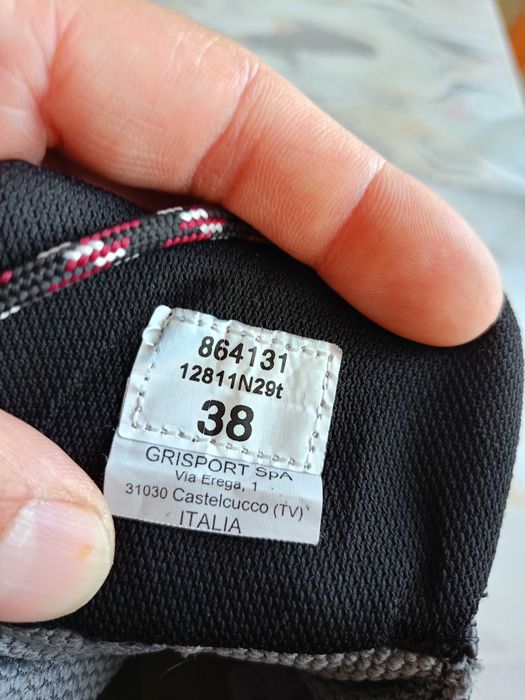 864131
12811N29t
38
GRISPORT SpA
Via Erega, 1
31030 Castelcucco (TV)
ITALIA